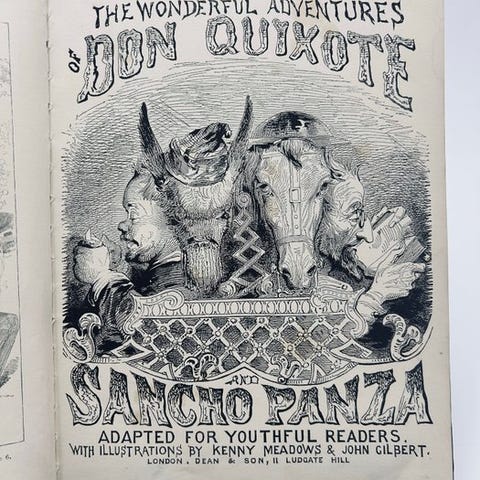 THE WONDERFUL ADVENTURES
OF DON QUIXOTE
AND
SANCHO PANZA
ADAPTED FOR YOUTHFUL READERS.
WITH ILLUSTRATIONS BY KENNY MEADOWS & JOHN GILBERT.
LONDON. DEAN & SON, 11 LUDGATE HILL
6.